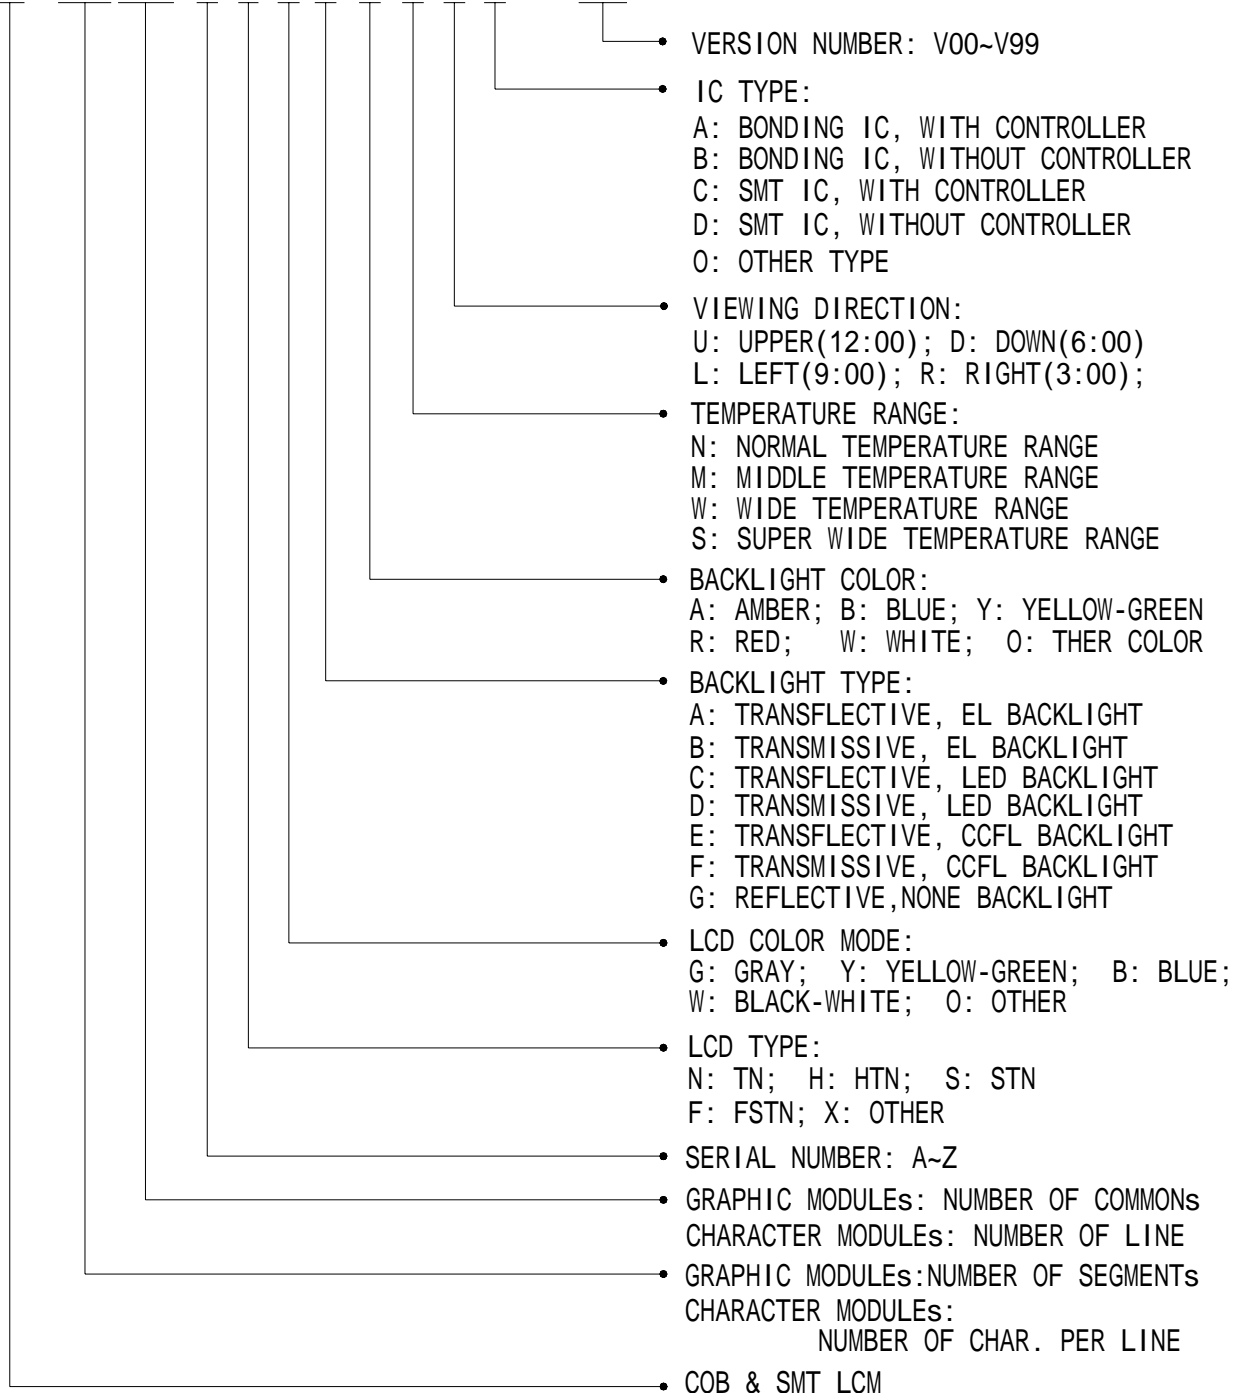 VERSION NUMBER: V00~V99
IC TYPE:
A: BONDING IC, WITH CONTROLLER
B: BONDING IC, WITHOUT CONTROLLER
C: SMT IC, WITH CONTROLLER
D: SMT IC, WITHOUT CONTROLLER
O: OTHER TYPE
VIEWING DIRECTION:
U: UPPER(12:00); D: DOWN(6:00)
L: LEFT(9:00); R: RIGHT(3:00);
TEMPERATURE RANGE:
N: NORMAL TEMPERATURE RANGE
M: MIDDLE TEMPERATURE RANGE
W: WIDE TEMPERATURE RANGE
S: SUPER WIDE TEMPERATURE RANGE
BACKLIGHT COLOR:
A: AMBER; B: BLUE; Y: YELLOW-GREEN
R: RED; W: WHITE; O: THER COLOR
BACKLIGHT TYPE:
A: TRANSFLECTIVE, EL BACKLIGHT
B: TRANSMISSIVE, EL BACKLIGHT
C: TRANSFLECTIVE, LED BACKLIGHT
D: TRANSMISSIVE, LED BACKLIGHT
E: TRANSFLECTIVE, CCFL BACKLIGHT
F: TRANSMISSIVE, CCFL BACKLIGHT
G: REFLECTIVE,NONE BACKLIGHT
LCD COLOR MODE:
G: GRAY; Y: YELLOW-GREEN; B: BLUE;
W: BLACK-WHITE; O: OTHER
LCD TYPE:
N: TN; H: HTN; S: STN
F: FSTN; X: OTHER
SERIAL NUMBER: A~Z
GRAPHIC MODULEs: NUMBER OF COMMONs
CHARACTER MODULEs: NUMBER OF LINE
GRAPHIC MODULEs:NUMBER OF SEGMENTs
CHARACTER MODULEs:
NUMBER OF CHAR. PER LINE
COB & SMT LCM